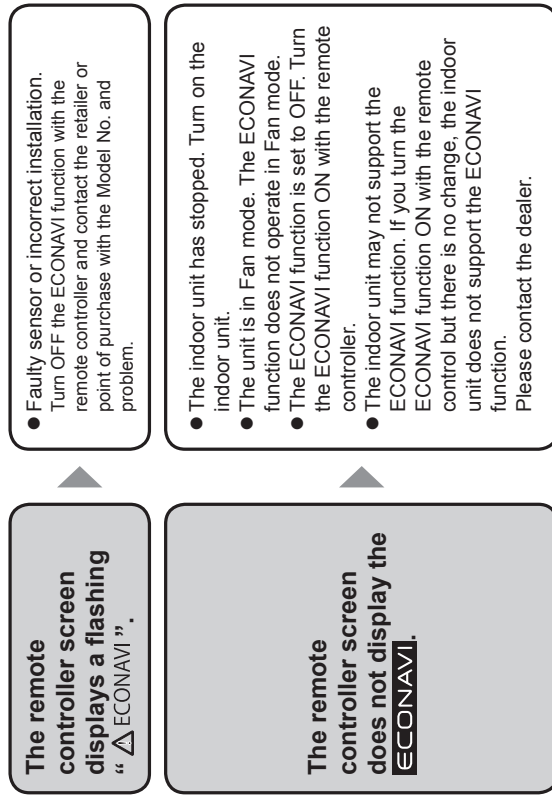 The remote
controller screen
displays a flashing
“ ⚠ ECONAVI ”.
● Faulty sensor or incorrect installation.
Turn OFF the ECONAVI function with the
remote controller and contact the retailer or
point of purchase with the Model No. and
problem.
The remote
controller screen
does not display the
ECONAVI.
● The indoor unit has stopped. Turn on the
indoor unit.
● The unit is in Fan mode. The ECONAVI
function does not operate in Fan mode.
● The ECONAVI function is set to OFF. Turn
the ECONAVI function ON with the remote
controller.
● The indoor unit may not support the
ECONAVI function. If you turn the
ECONAVI function ON with the remote
control but there is no change, the indoor
unit does not support the ECONAVI
function.
Please contact the dealer.